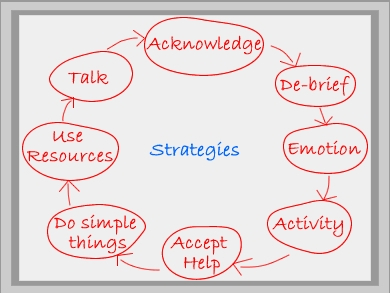 Acknowledge
De-brief
Emotion
Activity
Accept
Help
Do simple
things
Use
Resources
Talk
Strategies